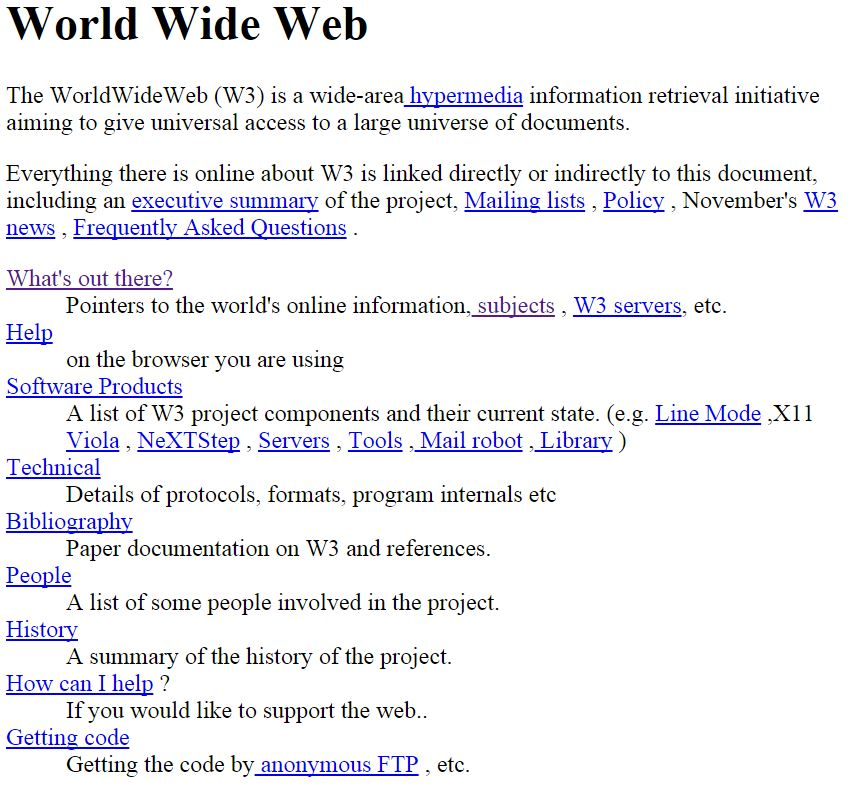 World Wide Web
The WorldWideWeb (W3) is a wide-area hypermedia information retrieval initiative
aiming to give universal access to a large universe of documents.
Everything there is online about W3 is linked directly or indirectly to this document,
including an executive summary of the project, Mailing lists , Policy , November's W3
news , Frequently Asked Questions .
What's out there?
Pointers to the world's online information, subjects , W3 servers, etc.
Help
on the browser you are using
Software Products
A list of W3 project components and their current state. (e.g. Line Mode ,X11
Viola , NeXTStep , Servers , Tools , Mail robot , Library )
Technical
Details of protocols, formats, program internals etc
Bibliography
Paper documentation on W3 and references.
People
A list of some people involved in the project.
History
A summary of the history of the project.
How can I help ?
If you would like to support the web..
Getting code
Getting the code by anonymous FTP , etc.